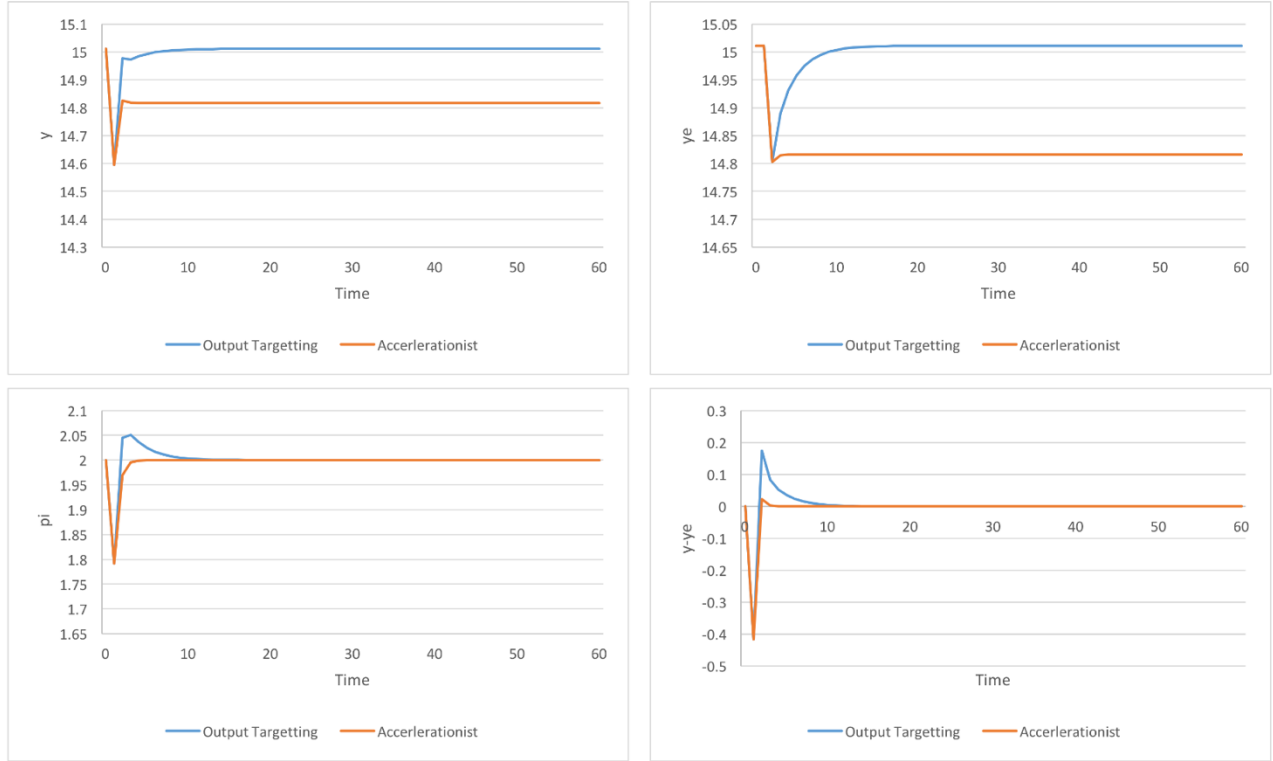 15.1
15
14.9
14.8
14.7
14.6
14.5
14.4
14.3
y
0 10 20 30 40 50 60
Time
Output Targetting Accerlerationist
15.05
15
14.95
14.9
14.85
14.8
14.75
14.7
14.65
ye
0 10 20 30 40 50 60
Time
Output Targetting Accerlerationist
2.1
2.05
2
1.95
1.9
1.85
1.8
1.75
1.7
1.65
pi
0 10 20 30 40 50 60
Time
Output Targetting Accerlerationist
0.3
0.2
0.1
0
-0.1
-0.2
-0.3
-0.4
-0.5
y-ye
0 10 20 30 40 50 60
Time
Output Targetting Accerlerationist